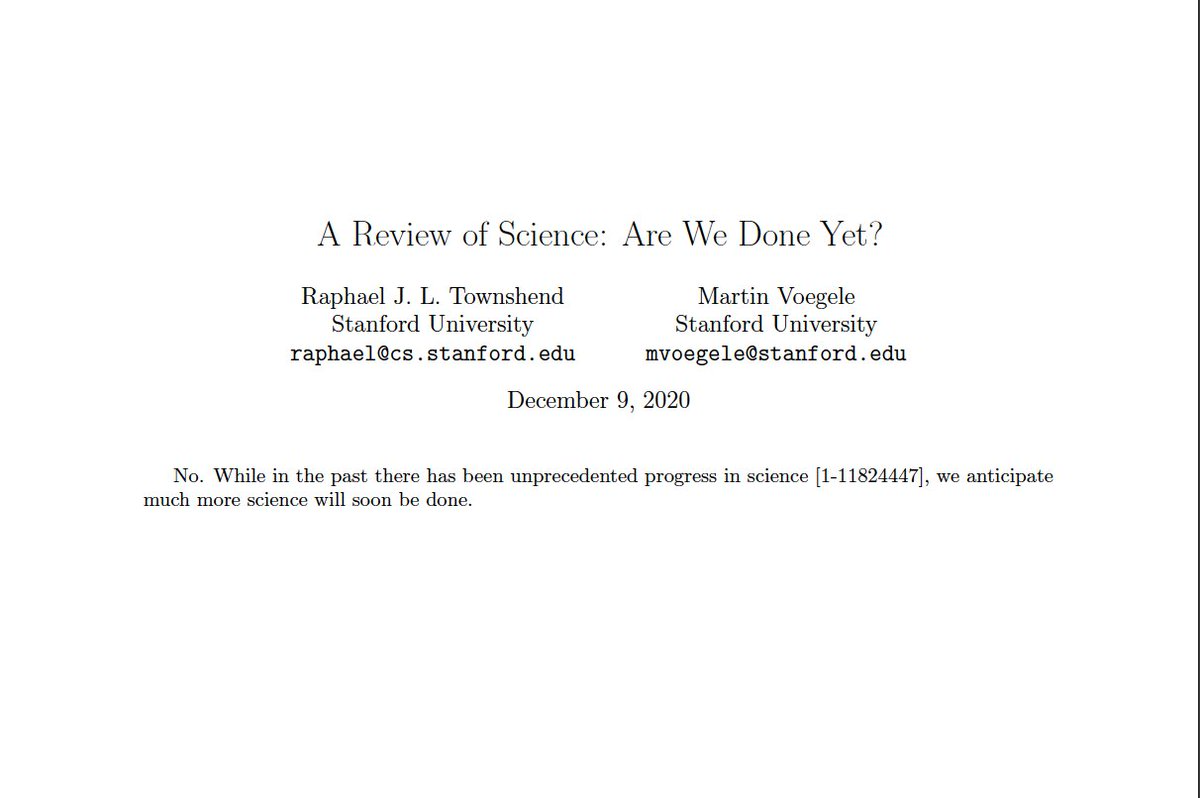 A Review of Science: Are We Done Yet?
Raphael J. L. Townshend Martin Voegele
Stanford University Stanford University
raphael@cs.stanford.edu mvoegele@stanford.edu
December 9, 2020
No. While in the past there has been unprecedented progress in science [1-11824447], we anticipate
much more science will soon be done.